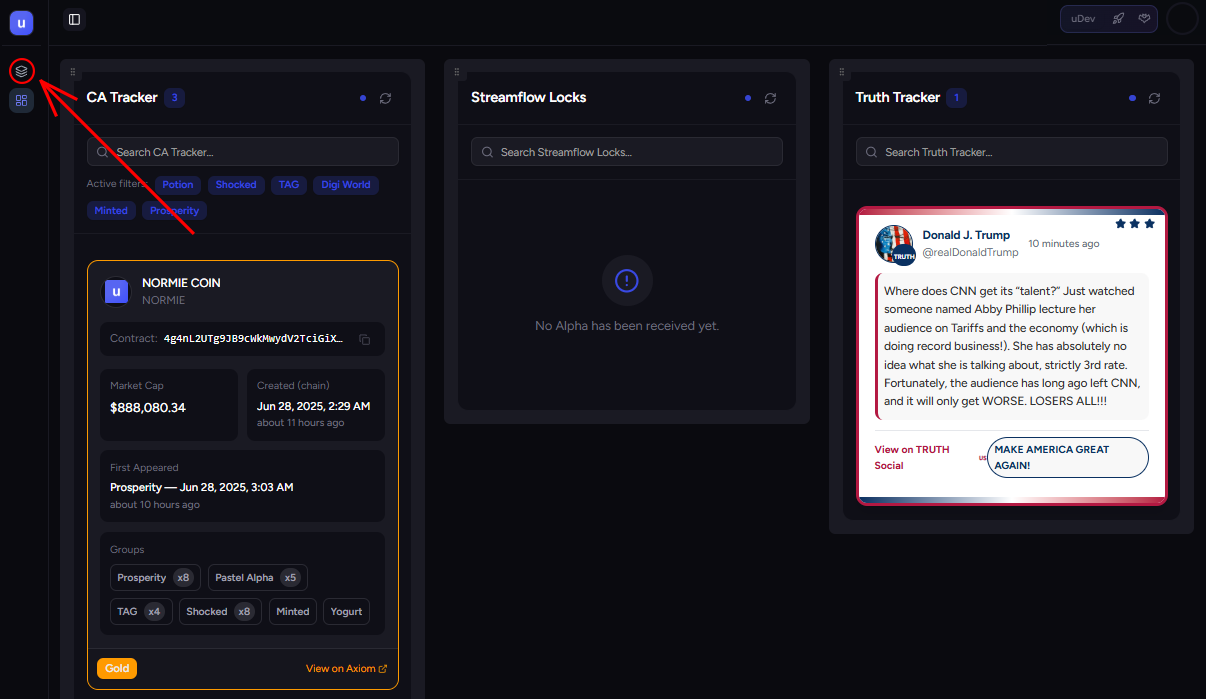 u
uDev
CA Tracker 3
Search CA Tracker...
Active filters:
Potion
Shocked
TAG
Digi World
Minted
Prosperity
u
NORMIE COIN
NORMIE
Contract: 4g4nL2UTg9JB9cWkMwydV2TciGiX…
Market Cap
$888,080.34
Created (chain)
Jun 28, 2025, 2:29 AM
about 11 hours ago
First Appeared
Prosperity — Jun 28, 2025, 3:03 AM
about 10 hours ago
Groups
Prosperity x8
Pastel Alpha x5
TAG x4
Shocked x8
Minted
Yogurt
Gold
View on Axiom
Streamflow Locks
Search Streamflow Locks...
No Alpha has been received yet.
Truth Tracker 1
Search Truth Tracker...
TRUTH
Donald J. Trump
@realDonaldTrump
10 minutes ago
Where does CNN get its “talent?” Just watched
someone named Abby Phillip lecture her
audience on Tariffs and the economy (which is
doing record business!). She has absolutely no
idea what she is talking about, strictly 3rd rate.
Fortunately, the audience has long ago left CNN,
and it will only get WORSE. LOSERS ALL!!!
View on TRUTH
Social
us
MAKE AMERICA GREAT
AGAIN!